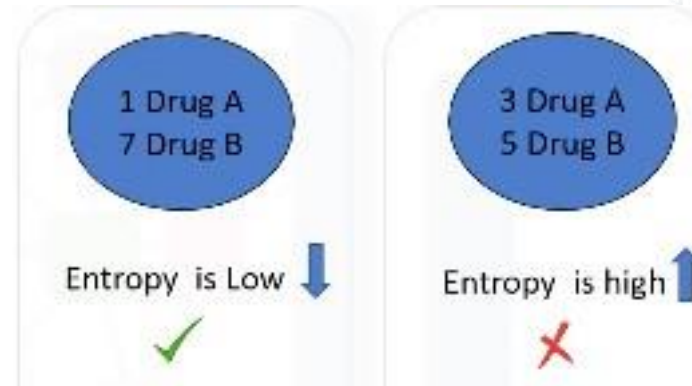 1 Drug A
7 Drug B
Entropy is Low
3 Drug A
5 Drug B
Entropy is high